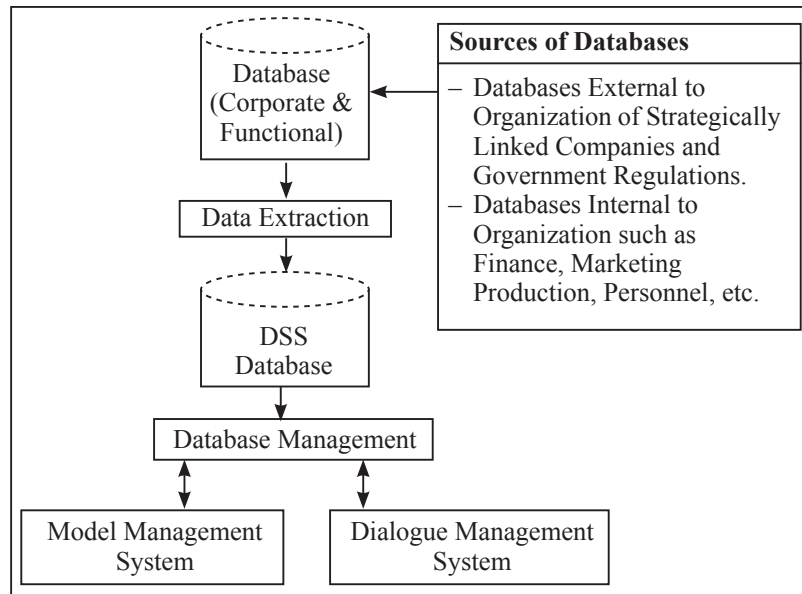 Database
(Corporate &
Functional)
Sources of Databases
– Databases External to
Organization of Strategically
Linked Companies and
Government Regulations.
– Databases Internal to
Organization such as
Finance, Marketing
Production, Personnel, etc.
Data Extraction
DSS
Database
Database Management
Model Management
System
Dialogue Management
System